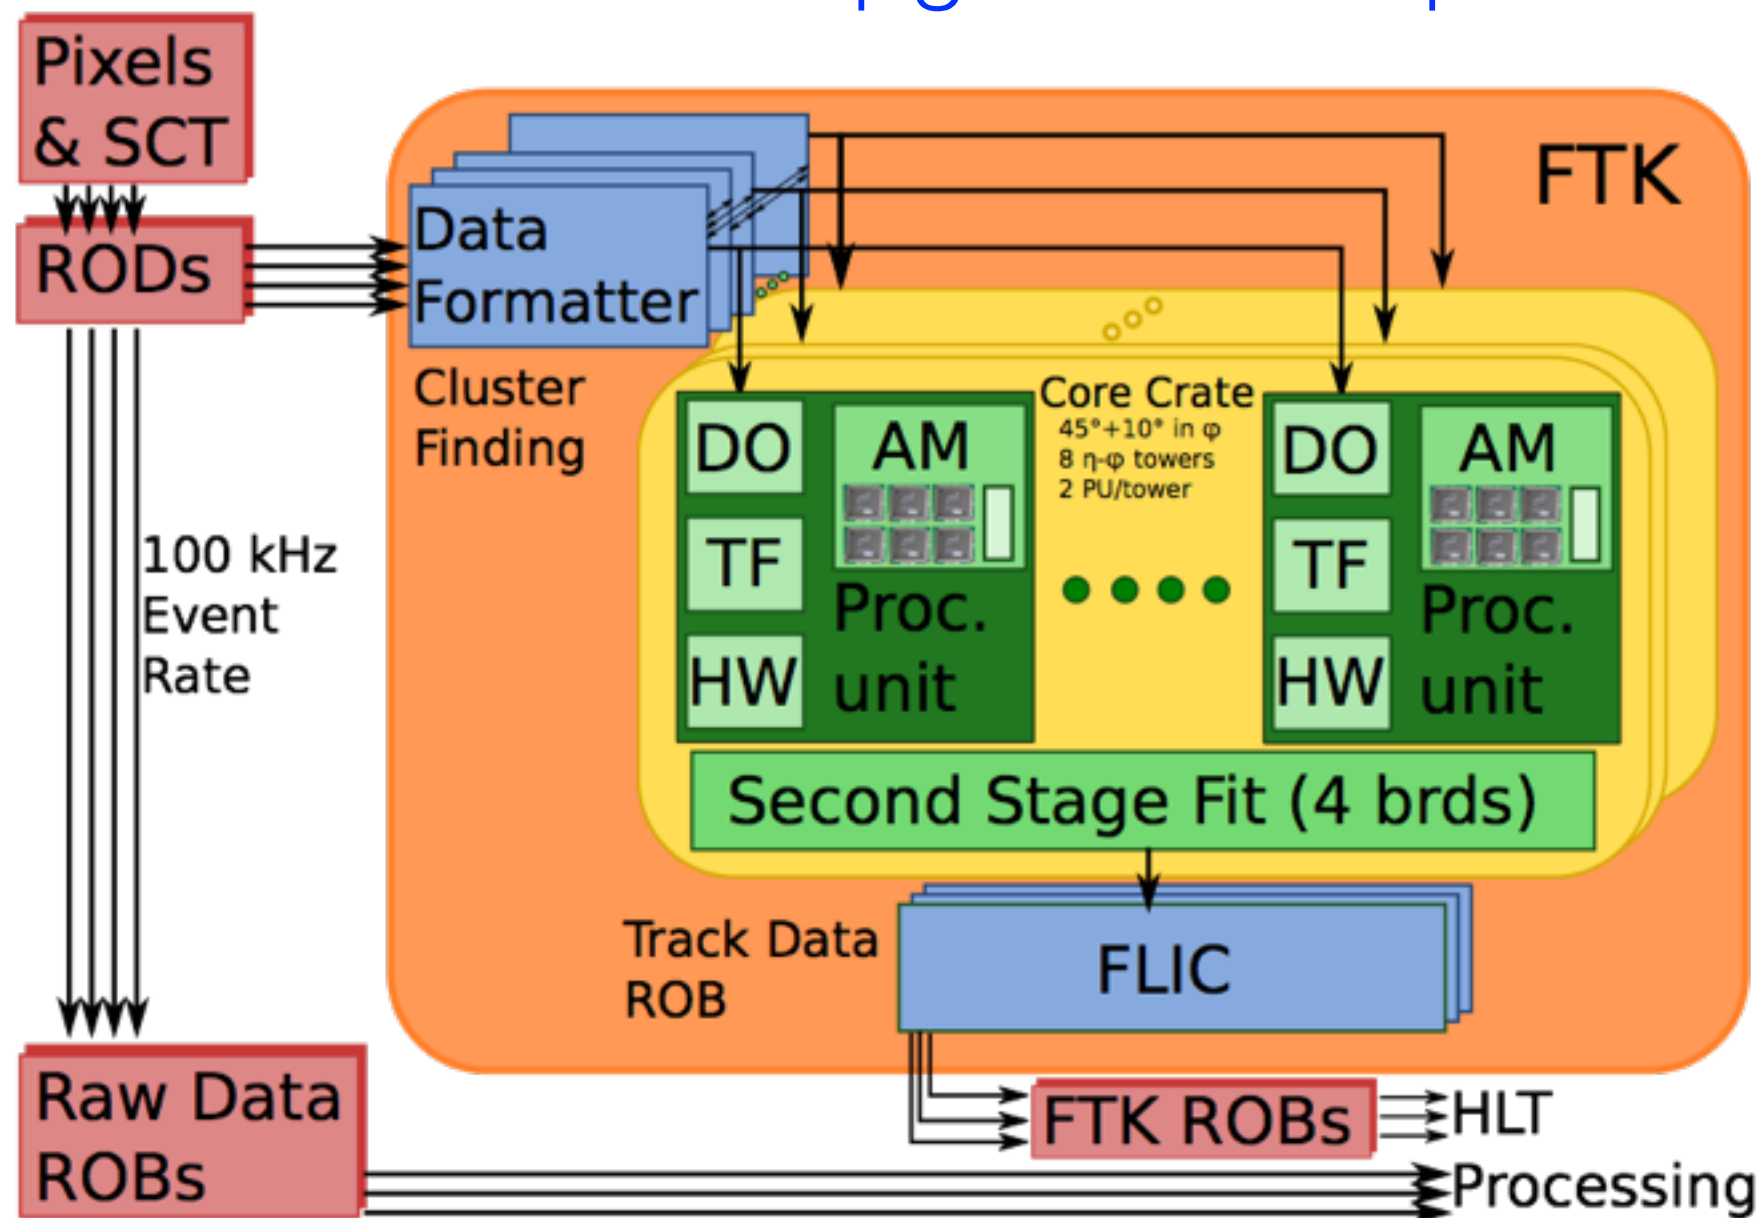 Pixels
& SCT
RODs
100 kHz
Event
Rate
Raw Data
ROBs
FTK
Data
Formatter
Cluster
Finding
Core Crate
45°+10° in φ
8 η-φ towers
2 PU/tower
DO
TF
HW
AM
Proc.
unit
DO
TF
HW
AM
Proc.
unit
Second Stage Fit (4 brds)
Track Data
ROB
FLIC
FTK ROBs
HLT
Processing